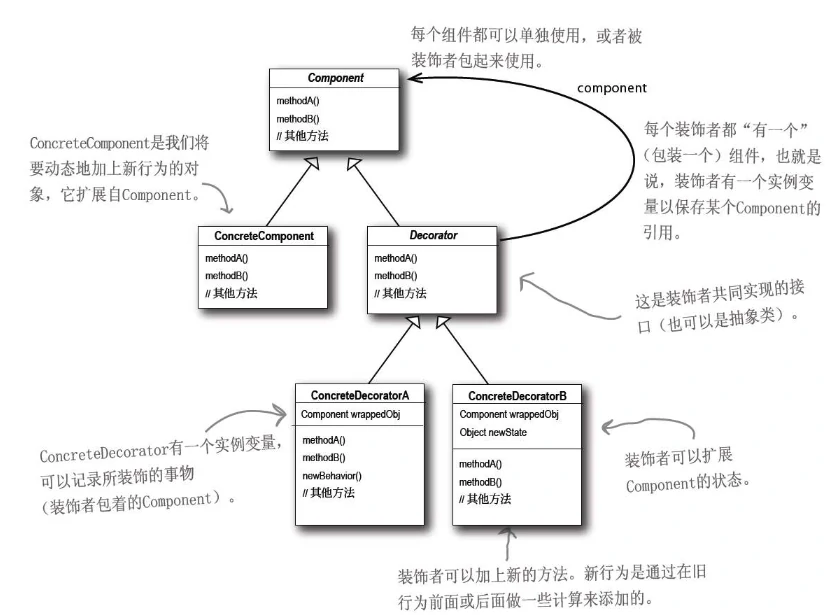 每个组件都可以单独使用，或者被
装饰者包起来使用。
Component
methodA()
methodB()
// 其他方法
component
ConcreteComponent是我们将
要动态地加上新行为的对
象，它扩展自Component。
每个装饰者都“有一个”
（包装一个）组件，也就是
说，装饰者有一个实例变
量以保存某个Component的
引用。
ConcreteComponent
methodA()
methodB()
// 其他方法
Decorator
methodA()
methodB()
// 其他方法
这是装饰者共同实现的接
口（也可以是抽象类）。
ConcreteDecoratorA
Component wrappedObj
methodA()
methodB()
newBehavior()
// 其他方法
ConcreteDecoratorB
Component wrappedObj
Object newState
methodA()
methodB()
// 其他方法
ConcreteDecorator有一个实例变量，
可以记录所装饰的事物
（装饰者包着的Component）。
装饰者可以扩展
Component的状态。
装饰者可以加上新的方法。新行为是通过在旧
行为前面或后面做一些计算来添加的。